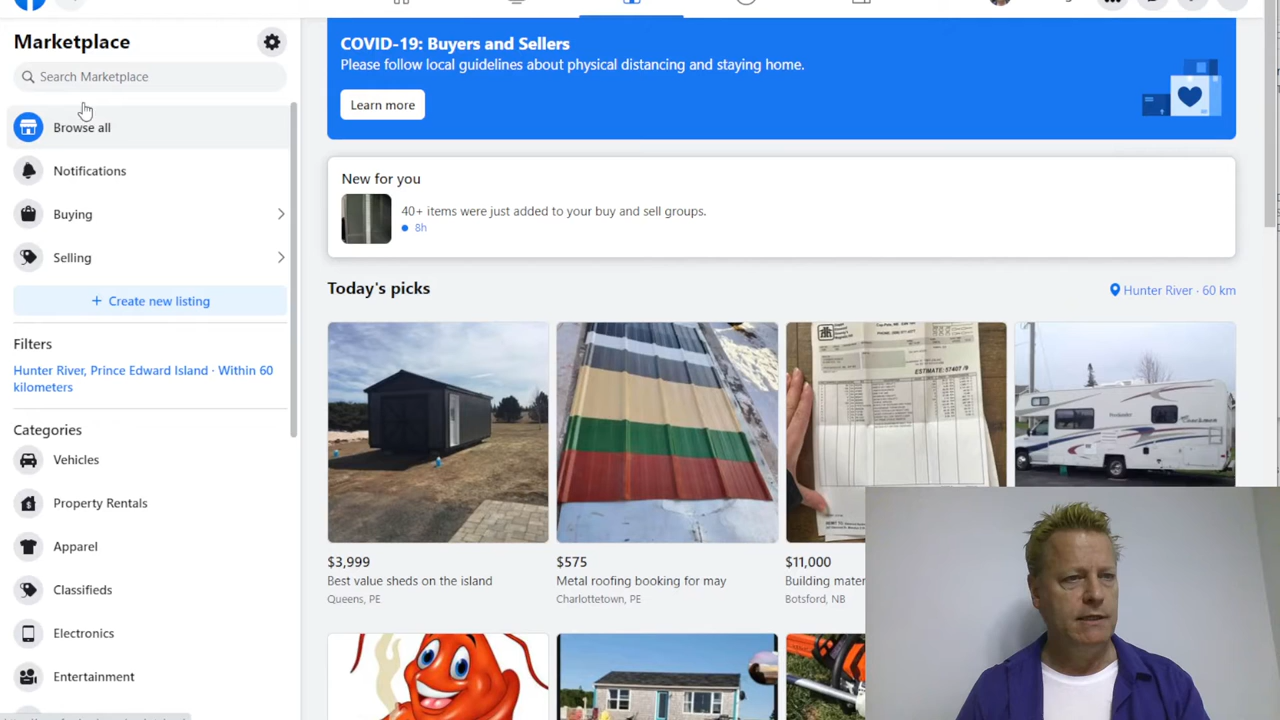 Marketplace
Search Marketplace
Browse all
Notifications
Buying
Selling
+ Create new listing
Filters
Hunter River, Prince Edward Island · Within 60
kilometers
Categories
Vehicles
Property Rentals
Apparel
Classifieds
Electronics
Entertainment
COVID-19: Buyers and Sellers
Please follow local guidelines about physical distancing and staying home.
Learn more
New for you
40+ items were just added to your buy and sell groups.
8h
Today's picks
Hunter River · 60 km
$3,999
Best value sheds on the island
Queens, PE
$575
Metal roofing booking for may
Charlottetown, PE
ESTIMATE:
$11,000
Building mater
Botsford, NB